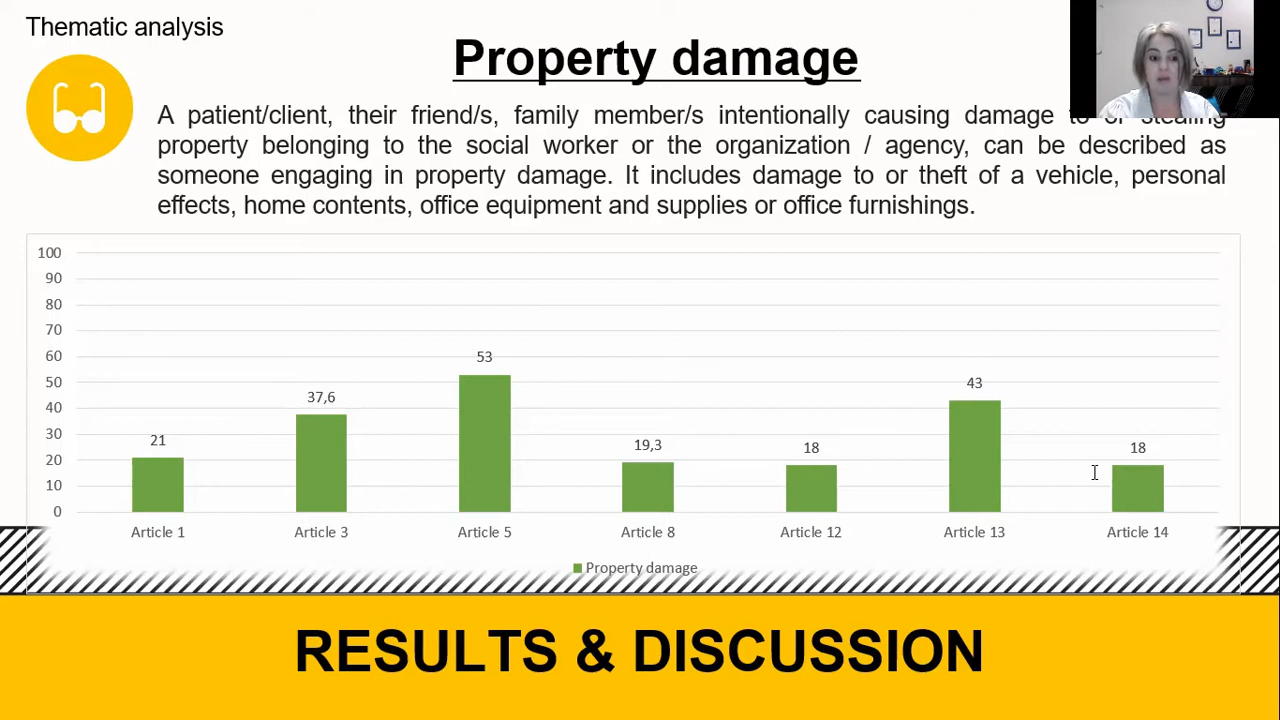 Thematic analysis
Property damage
A patient/client, their friend/s, family member/s intentionally causing damage to or stealing
property belonging to the social worker or the organization / agency, can be described as
someone engaging in property damage. It includes damage to or theft of a vehicle, personal
effects, home contents, office equipment and supplies or office furnishings.
100
90
80
70
60
50
40
30
20
10
0
21
37,6
53
19,3
18
43
18
Article 1
Article 3
Article 5
Article 8
Article 12
Article 13
Article 14
Property damage
RESULTS & DISCUSSION